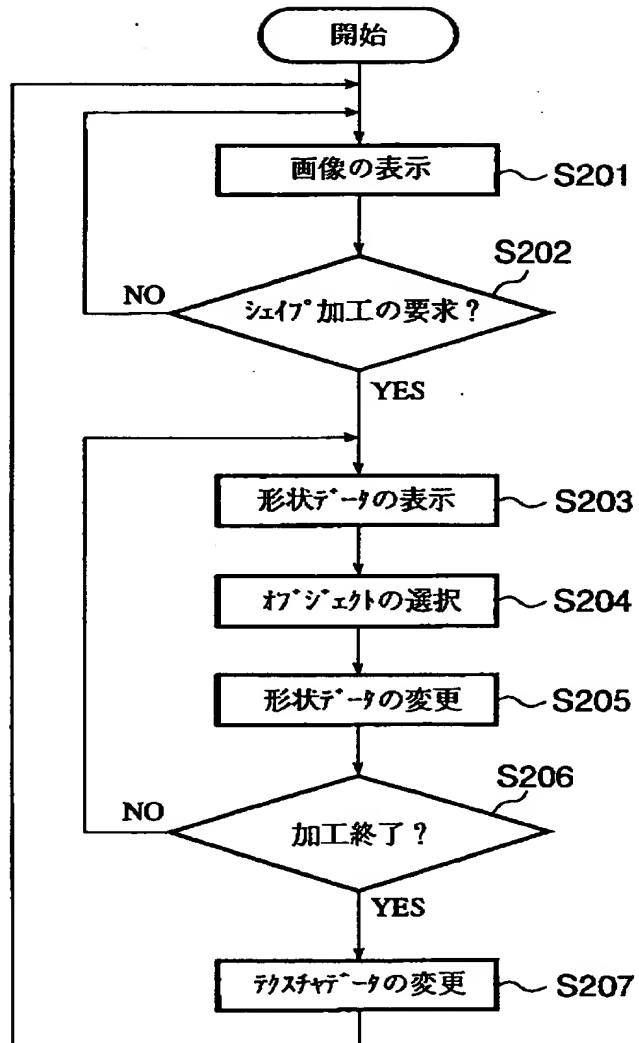 開始
画像の表示
S201
S202
シェイプ加工の要求?
NO
YES
形状データの表示
S203
オブジェクトの選択
S204
形状データの変更
S205
S206
加工終了?
NO
YES
テクスチャデータの変更
S207